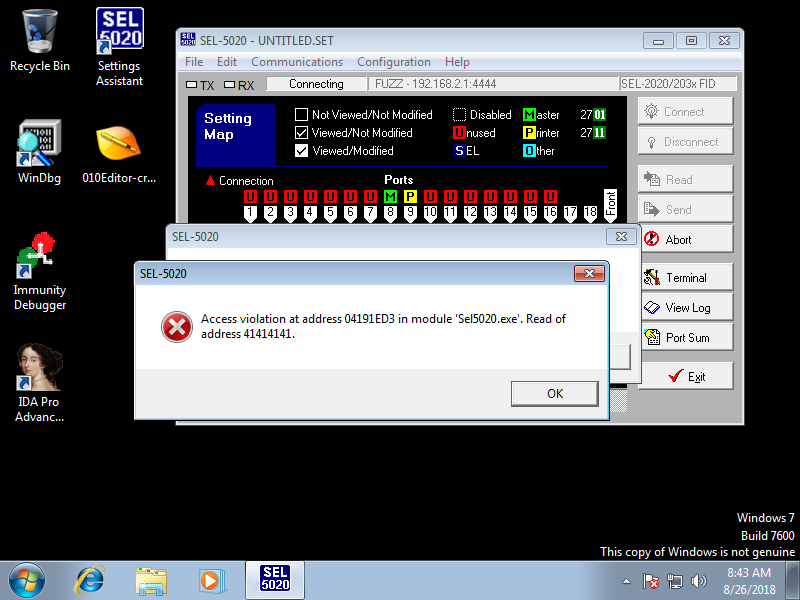 SEL
5020
Recycle Bin
Settings
Assistant
WinDbg
010Editor-cr...
Immunity
Debugger
IDA Pro
Advanc...
SEL-5020 - UNTITLED.SET
File Edit Communications Configuration Help
TX RX Connecting FUZZ - 192.168.2.1:4444 SEL-2020/203x FID
Setting
Map
Not Viewed/Not Modified Disabled Master 27 01
Viewed/Not Modified Unused Printer 27 11
Viewed/Modified SEL Other
Connection Ports
U U U U U U U M P U U U U U U U
1 2 3 4 5 6 7 8 9 10 11 12 13 14 15 16 17 18 Front
Connect
Disconnect
Read
Send
Abort
Terminal
View Log
Port Sum
Exit
SEL-5020
SEL-5020
Access violation at address 04191ED3 in module 'Sel5020.exe'. Read of
address 41414141.
OK
Windows 7
Build 7600
This copy of Windows is not genuine
SEL
5020
8:43 AM
8/26/2018